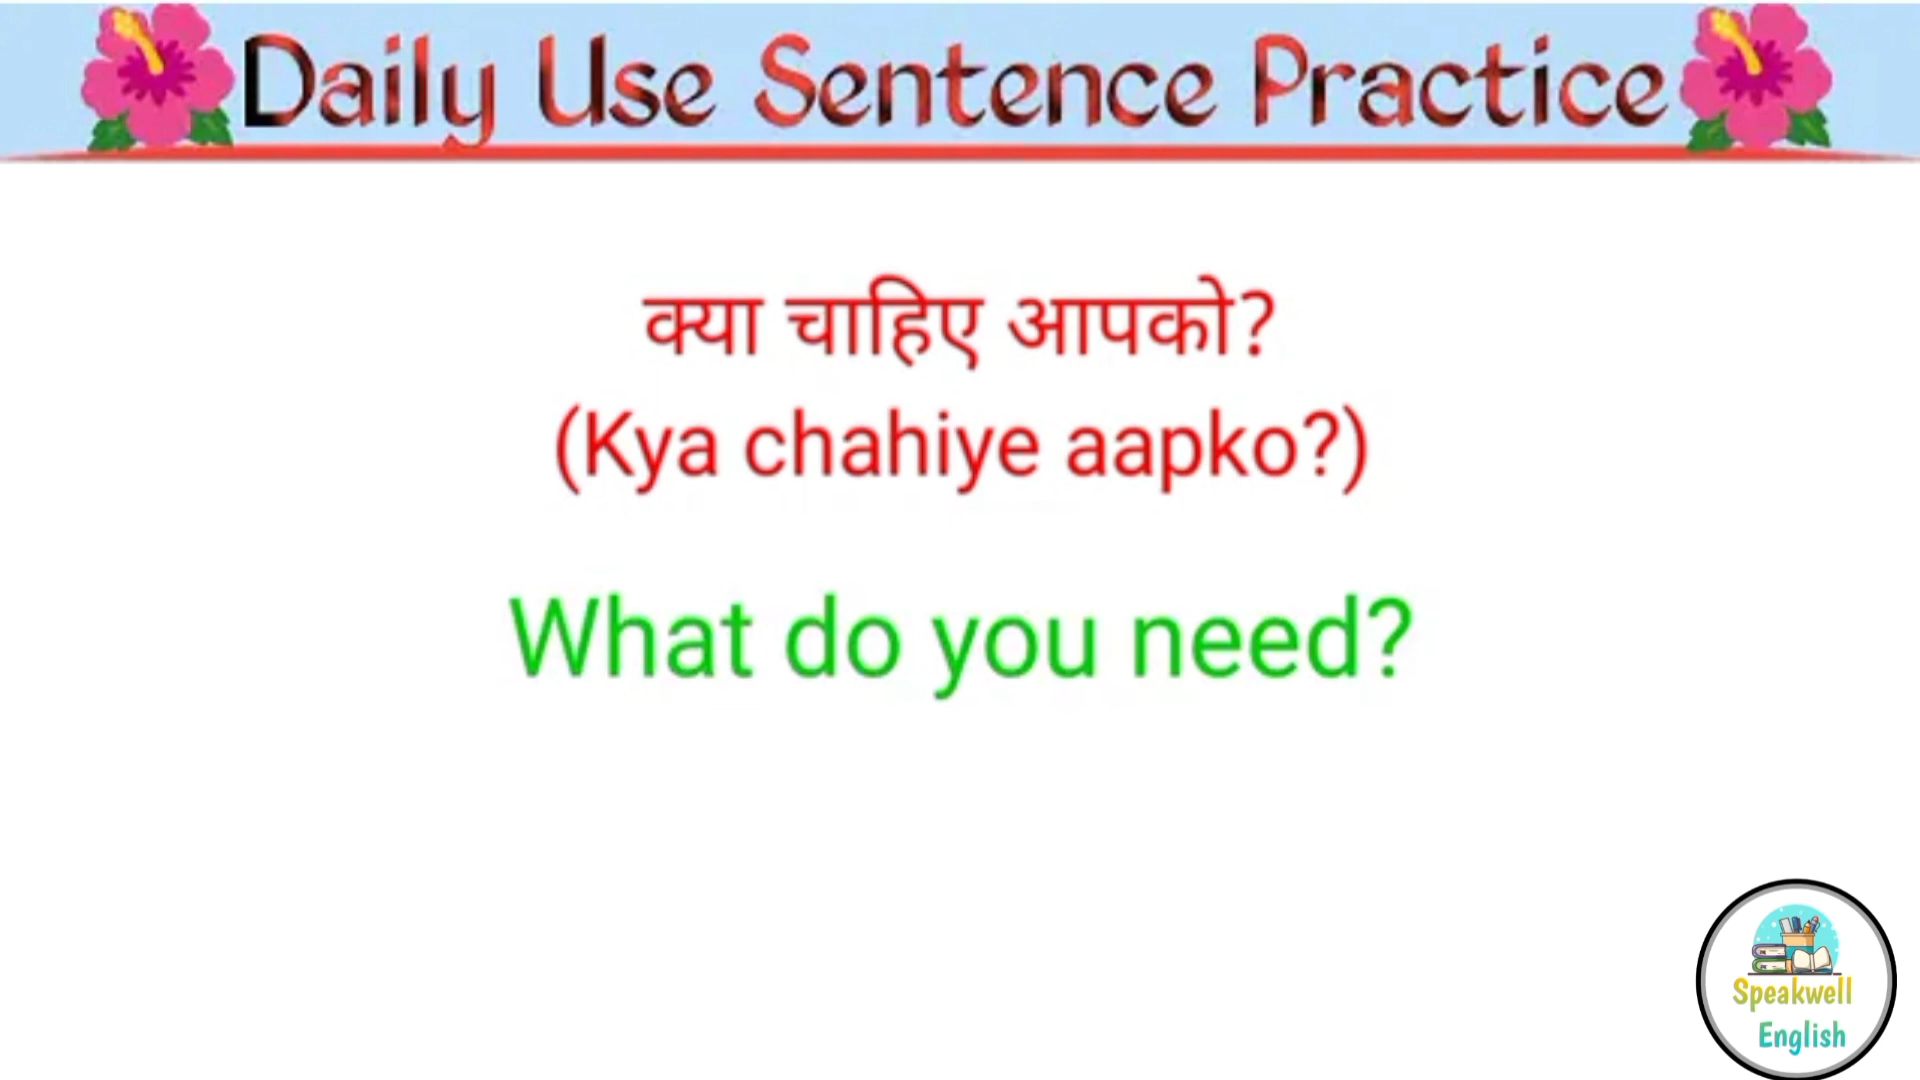 Daily Use Sentence Practice
क्या चाहिए आपको?
(Kya chahiye aapko?)
What do you need?
Speakwell
English